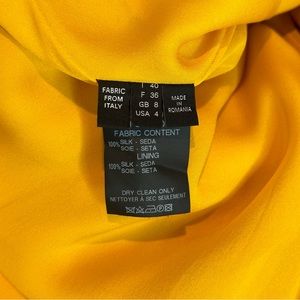 FABRIC
FROM
ITALY
I 40
F 36
GB 8
USA 4
MADE
IN
ROMANIA
FABRIC CONTENT
100% SILK - SEDA
SOIE - SETA
LINING
100% SILK - SEDA
SOIE - SETA
DRY CLEAN ONLY
NETTOYER A SEC SEULEMENT